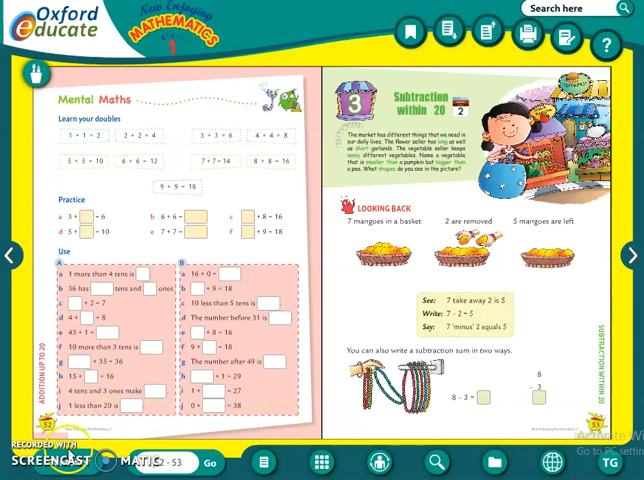 Oxford
educate
New Enjoying
MATHEMATICS
Class
1
Search here
?
Mental Maths
Learn your doubles
1 + 1 = 2
2 + 2 = 4
3 + 3 = 6
4 + 4 = 8
5 + 5 = 10
6 + 6 = 12
7 + 7 = 14
8 + 8 = 16
9 + 9 = 18
Practice
a 3 + = 6
b 6 + 6 =
c + 8 = 16
d 5 + = 10
e 7 + 7 =
f + 9 = 18
Use
A
a 1 more than 4 tens is
b 36 has tens and ones
c + 2 = 7
d 4 + = 8
e 43 + 1 =
f 10 more than 3 tens is
g + 35 = 36
h 15 + = 16
i 4 tens and 3 ones make
j 1 less than 20 is
B
a 16 + 0 =
b + 9 = 18
c 10 less than 5 tens is
d The number before 31 is
e + 8 = 16
f 9 + = 18
g The number after 49 is
h + 1 = 29
i 1 + = 27
j 0 + = 38
ADDITION UP TO 20
52
3
Subtraction
within 20
2
The market has different things that we need in
our daily lives. The flower seller has long as well
as short garlands. The vegetable seller keeps
many different vegetables. Name a vegetable
that is smaller than a pumpkin but bigger than
a pea. What shapes do you see in the picture?
LOOKING BACK
7 mangoes in a basket
2 are removed
5 mangoes are left
See: 7 take away 2 is 5
Write: 7 – 2 = 5
Say: 7 'minus' 2 equals 5
You can also write a subtraction sum in two ways.
8 – 3 =
8
– 3
SUBTRACTION WITHIN 20
53
Activate Wi
Go to PC settin
RECORDED WITH
SCREENCAST MATIC
2 - 53
Go
TG